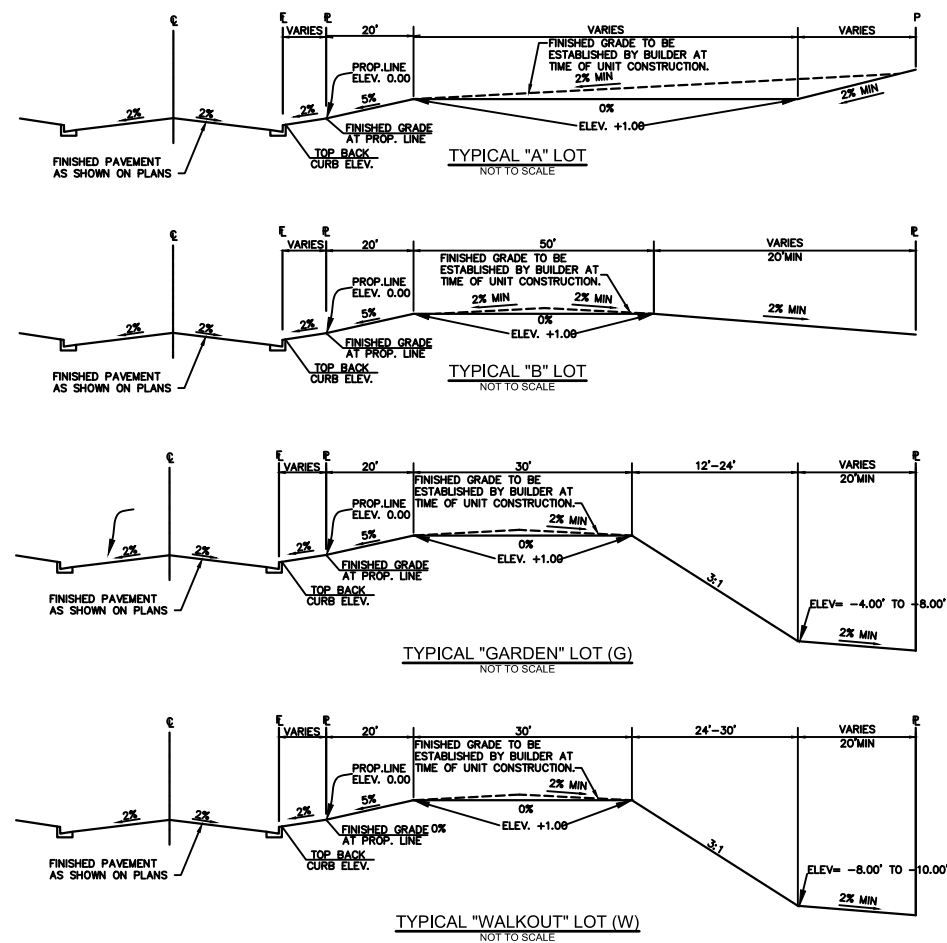 ℄
F
VARIES
℄
20'
VARIES
VARIES
P
FINISHED GRADE TO BE
ESTABLISHED BY BUILDER AT
TIME OF UNIT CONSTRUCTION.
2% MIN
PROP.LINE
ELEV. 0.00
2%
2%
2%
5%
0%
2% MIN
ELEV. +1.00
FINISHED GRADE
AT PROP. LINE
TOP BACK
CURB ELEV.
FINISHED PAVEMENT
AS SHOWN ON PLANS
TYPICAL "A" LOT
NOT TO SCALE
℄
F
VARIES
℄
20'
50'
VARIES
20'MIN
℄
FINISHED GRADE TO BE
ESTABLISHED BY BUILDER AT
TIME OF UNIT CONSTRUCTION.
PROP.LINE
ELEV. 0.00
2% MIN
2% MIN
2%
2%
2%
5%
0%
2% MIN
ELEV. +1.00
FINISHED GRADE
AT PROP. LINE
TOP BACK
CURB ELEV.
FINISHED PAVEMENT
AS SHOWN ON PLANS
TYPICAL "B" LOT
NOT TO SCALE
℄
F
VARIES
℄
20'
30'
12'-24'
VARIES
20'MIN
℄
FINISHED GRADE TO BE
ESTABLISHED BY BUILDER AT
TIME OF UNIT CONSTRUCTION.
PROP.LINE
ELEV. 0.00
2% MIN
2%
2%
2%
5%
0%
ELEV. +1.00
FINISHED GRADE
AT PROP. LINE
TOP BACK
CURB ELEV.
FINISHED PAVEMENT
AS SHOWN ON PLANS
3:1
ELEV= -4.00' TO -8.00'
2% MIN
TYPICAL "GARDEN" LOT (G)
NOT TO SCALE
℄
F
VARIES
℄
20'
30'
24'-30'
VARIES
20'MIN
℄
FINISHED GRADE TO BE
ESTABLISHED BY BUILDER AT
TIME OF UNIT CONSTRUCTION.
PROP.LINE
ELEV. 0.00
2% MIN
2%
2%
2%
5%
0%
ELEV. +1.00
FINISHED GRADE 0%
AT PROP. LINE
TOP BACK
CURB ELEV.
FINISHED PAVEMENT
AS SHOWN ON PLANS
3:1
ELEV= -8.00' TO -10.00'
2% MIN
TYPICAL "WALKOUT" LOT (W)
NOT TO SCALE